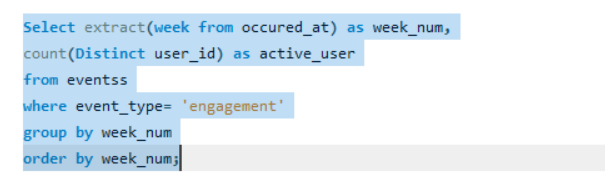 Select extract(week from occured_at) as week_num,
count(Distinct user_id) as active_user
from eventss
where event_type= 'engagement'
group by week_num
order by week_num;